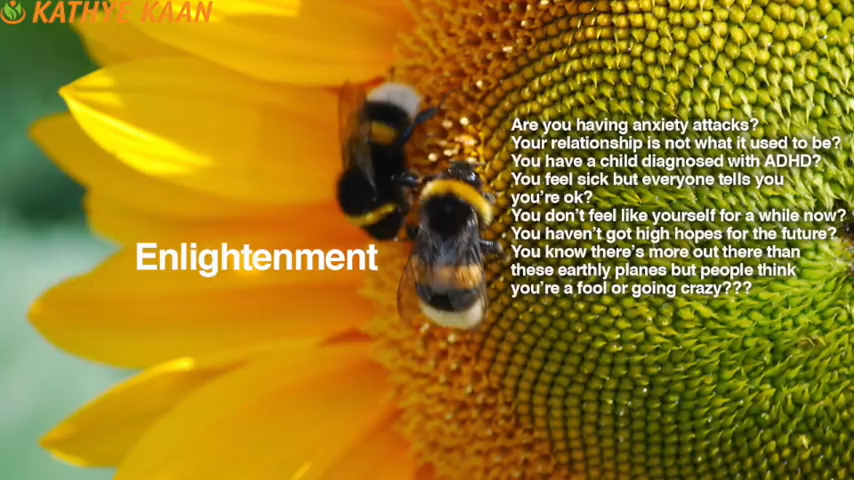 KATHYE KAAN
Enlightenment
Are you having anxiety attacks?
Your relationship is not what it used to be?
You have a child diagnosed with ADHD?
You feel sick but everyone tells you
you're ok?
You don't feel like yourself for a while now?
You haven't got high hopes for the future?
You know there's more out there than
these earthly planes but people think
you're a fool or going crazy???